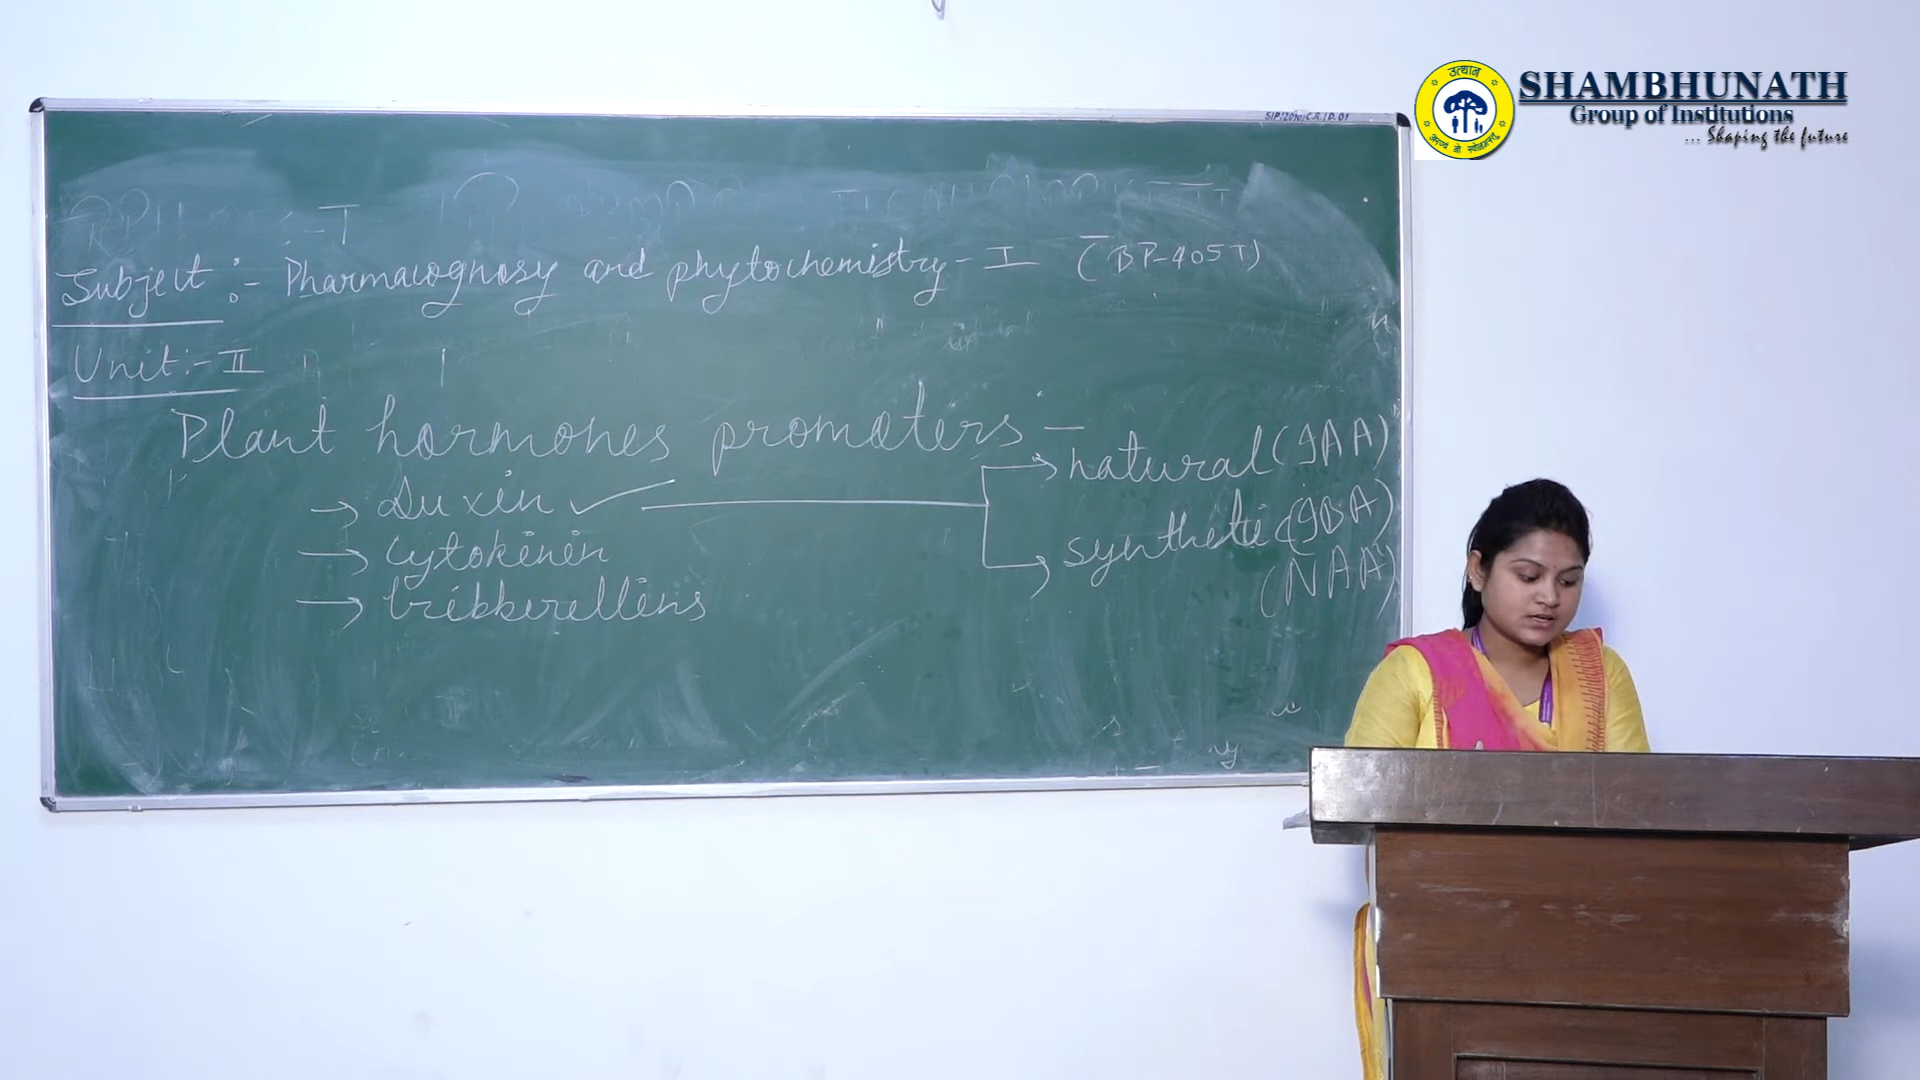 उत्थान
SHAMBHUNATH
Group of Institutions
... Shaping the future
Subject :- Pharmacognosy and phytochemistry - I (BP-405T)
Unit :- II
Plant hormones promoters -
→ Auxin ✓
→ cytokinin
→ Gibberellins
natural (IAA)
synthetic (IBA)
(NAA)